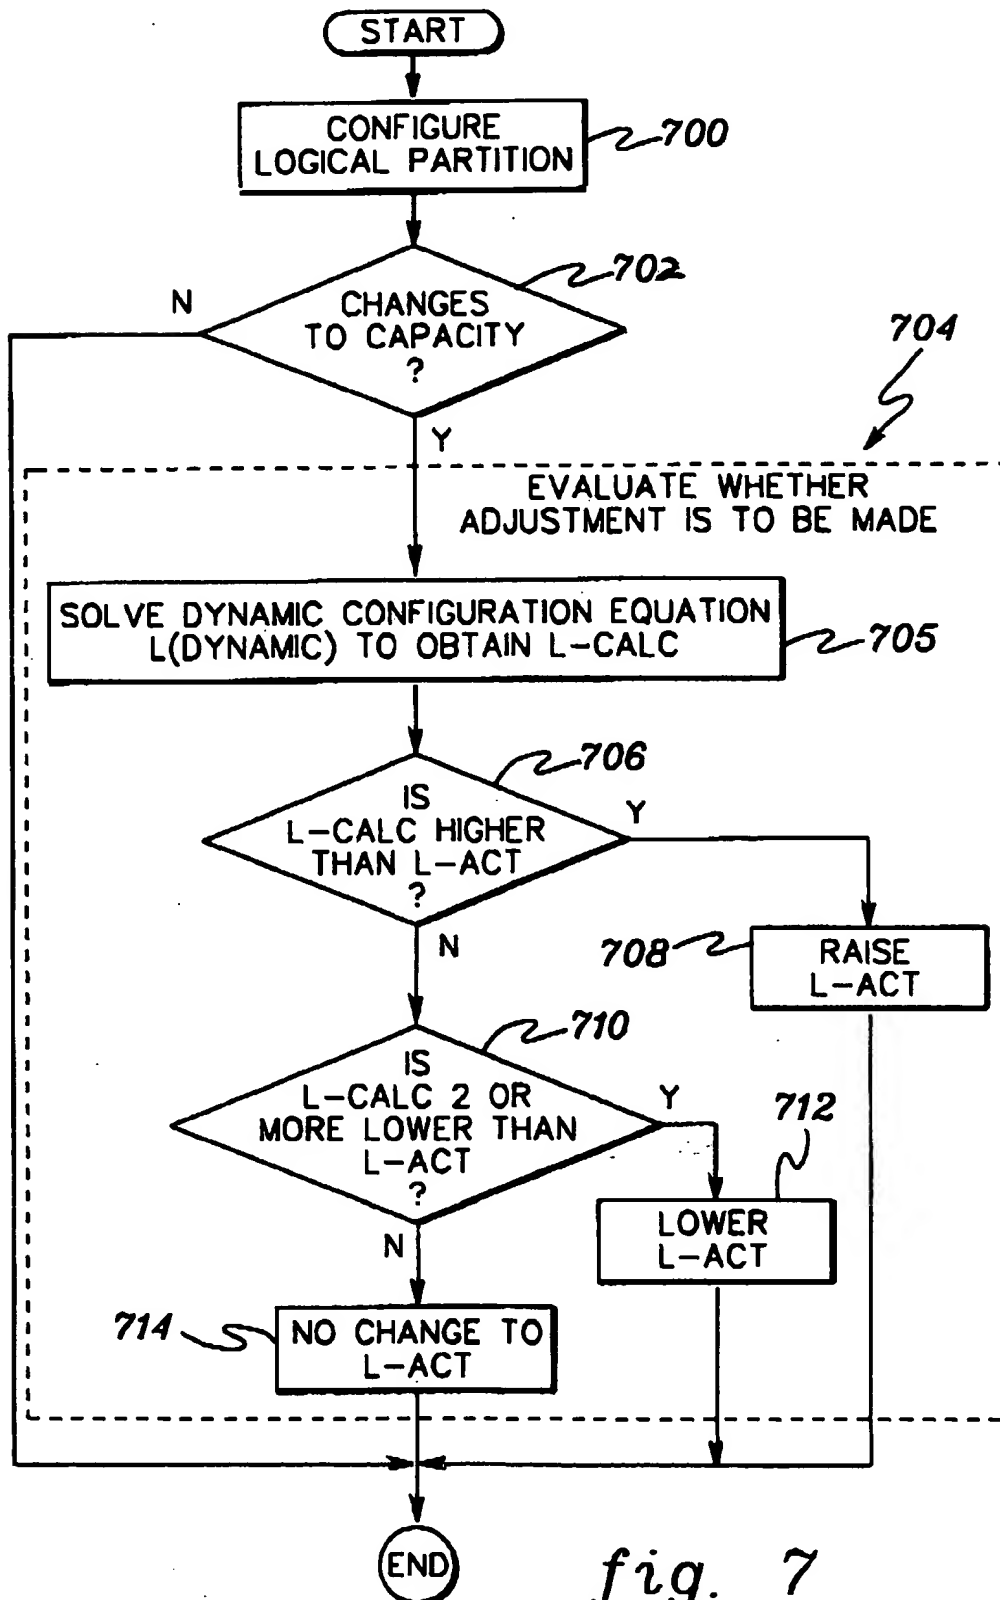 START
CONFIGURE
LOGICAL PARTITION
700
702
CHANGES
TO CAPACITY
?
N
Y
704
EVALUATE WHETHER
ADJUSTMENT IS TO BE MADE
SOLVE DYNAMIC CONFIGURATION EQUATION
L(DYNAMIC) TO OBTAIN L-CALC
705
706
IS
L-CALC HIGHER
THAN L-ACT
?
Y
N
708
RAISE
L-ACT
710
IS
L-CALC 2 OR
MORE LOWER THAN
L-ACT
?
Y
N
712
LOWER
L-ACT
714
NO CHANGE TO
L-ACT
END
fig. 7